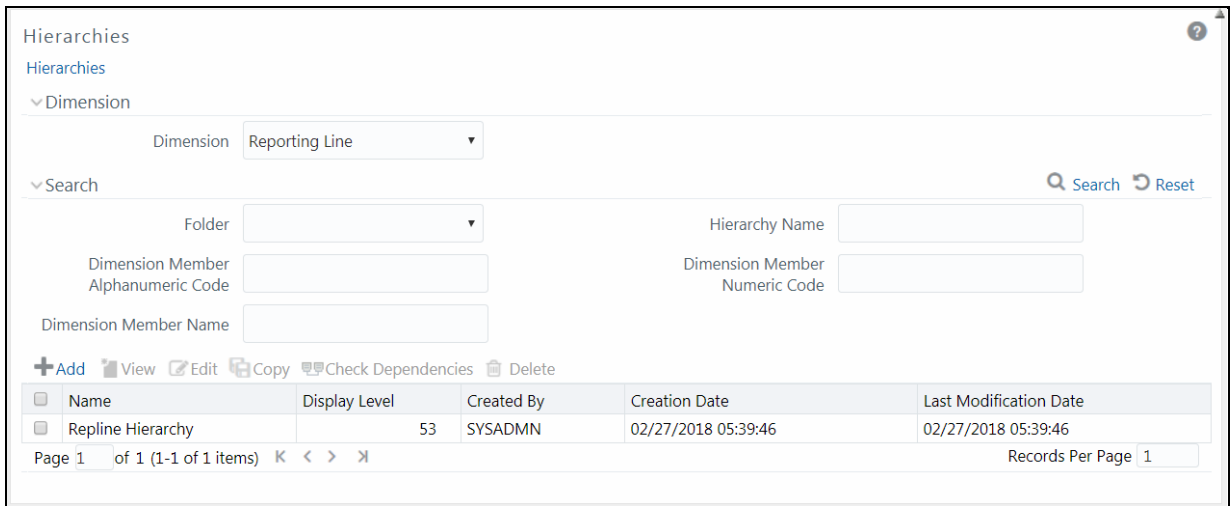 Hierarchies
Hierarchies
Dimension
Dimension Reporting Line
Search Search Reset
Folder Hierarchy Name
Dimension Member Alphanumeric Code Dimension Member Numeric Code
Dimension Member Name
Add View Edit Copy Check Dependencies Delete
Name Display Level Created By Creation Date Last Modification Date
Repline Hierarchy 53 SYSADMN 02/27/2018 05:39:46 02/27/2018 05:39:46
Page 1 of 1 (1-1 of 1 items) Records Per Page 1